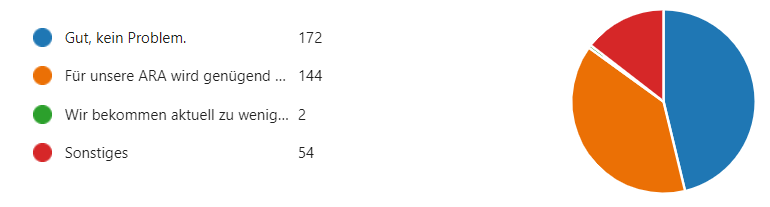 Gut, kein Problem. 172
Für unsere ARA wird genügend ... 144
Wir bekommen aktuell zu wenig... 2
Sonstiges 54